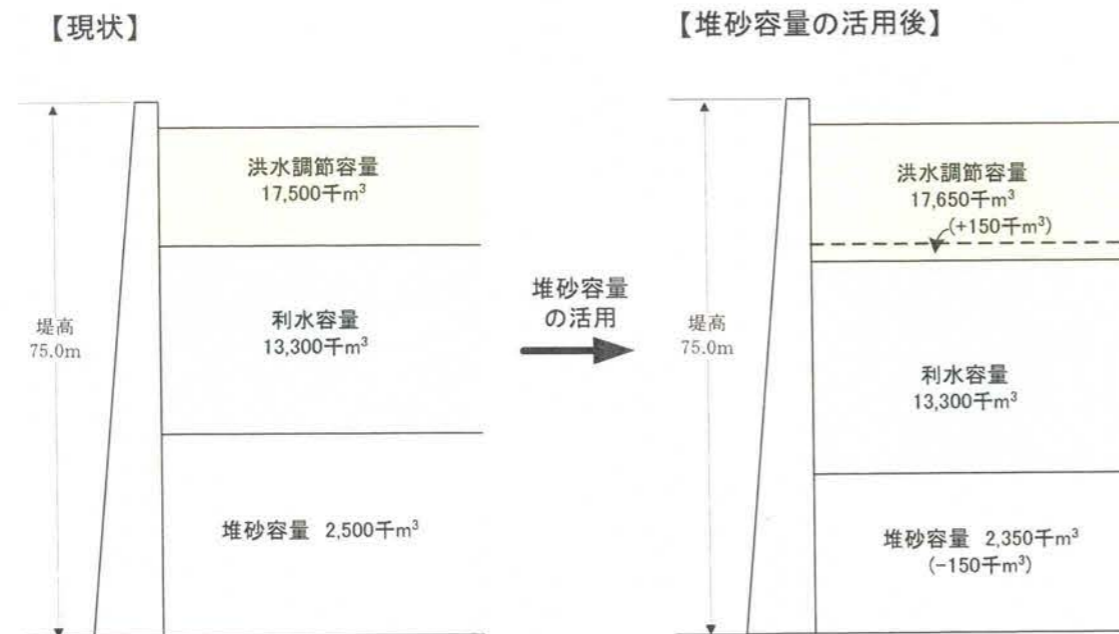 【現状】
堤高
75.0m
洪水調節容量
17,500千m³
利水容量
13,300千m³
堆砂容量 2,500千m³
堆砂容量
の活用
【堆砂容量の活用後】
堤高
75.0m
洪水調節容量
17,650千m³
(+150千m³)
利水容量
13,300千m³
堆砂容量 2,350千m³
(-150千m³)